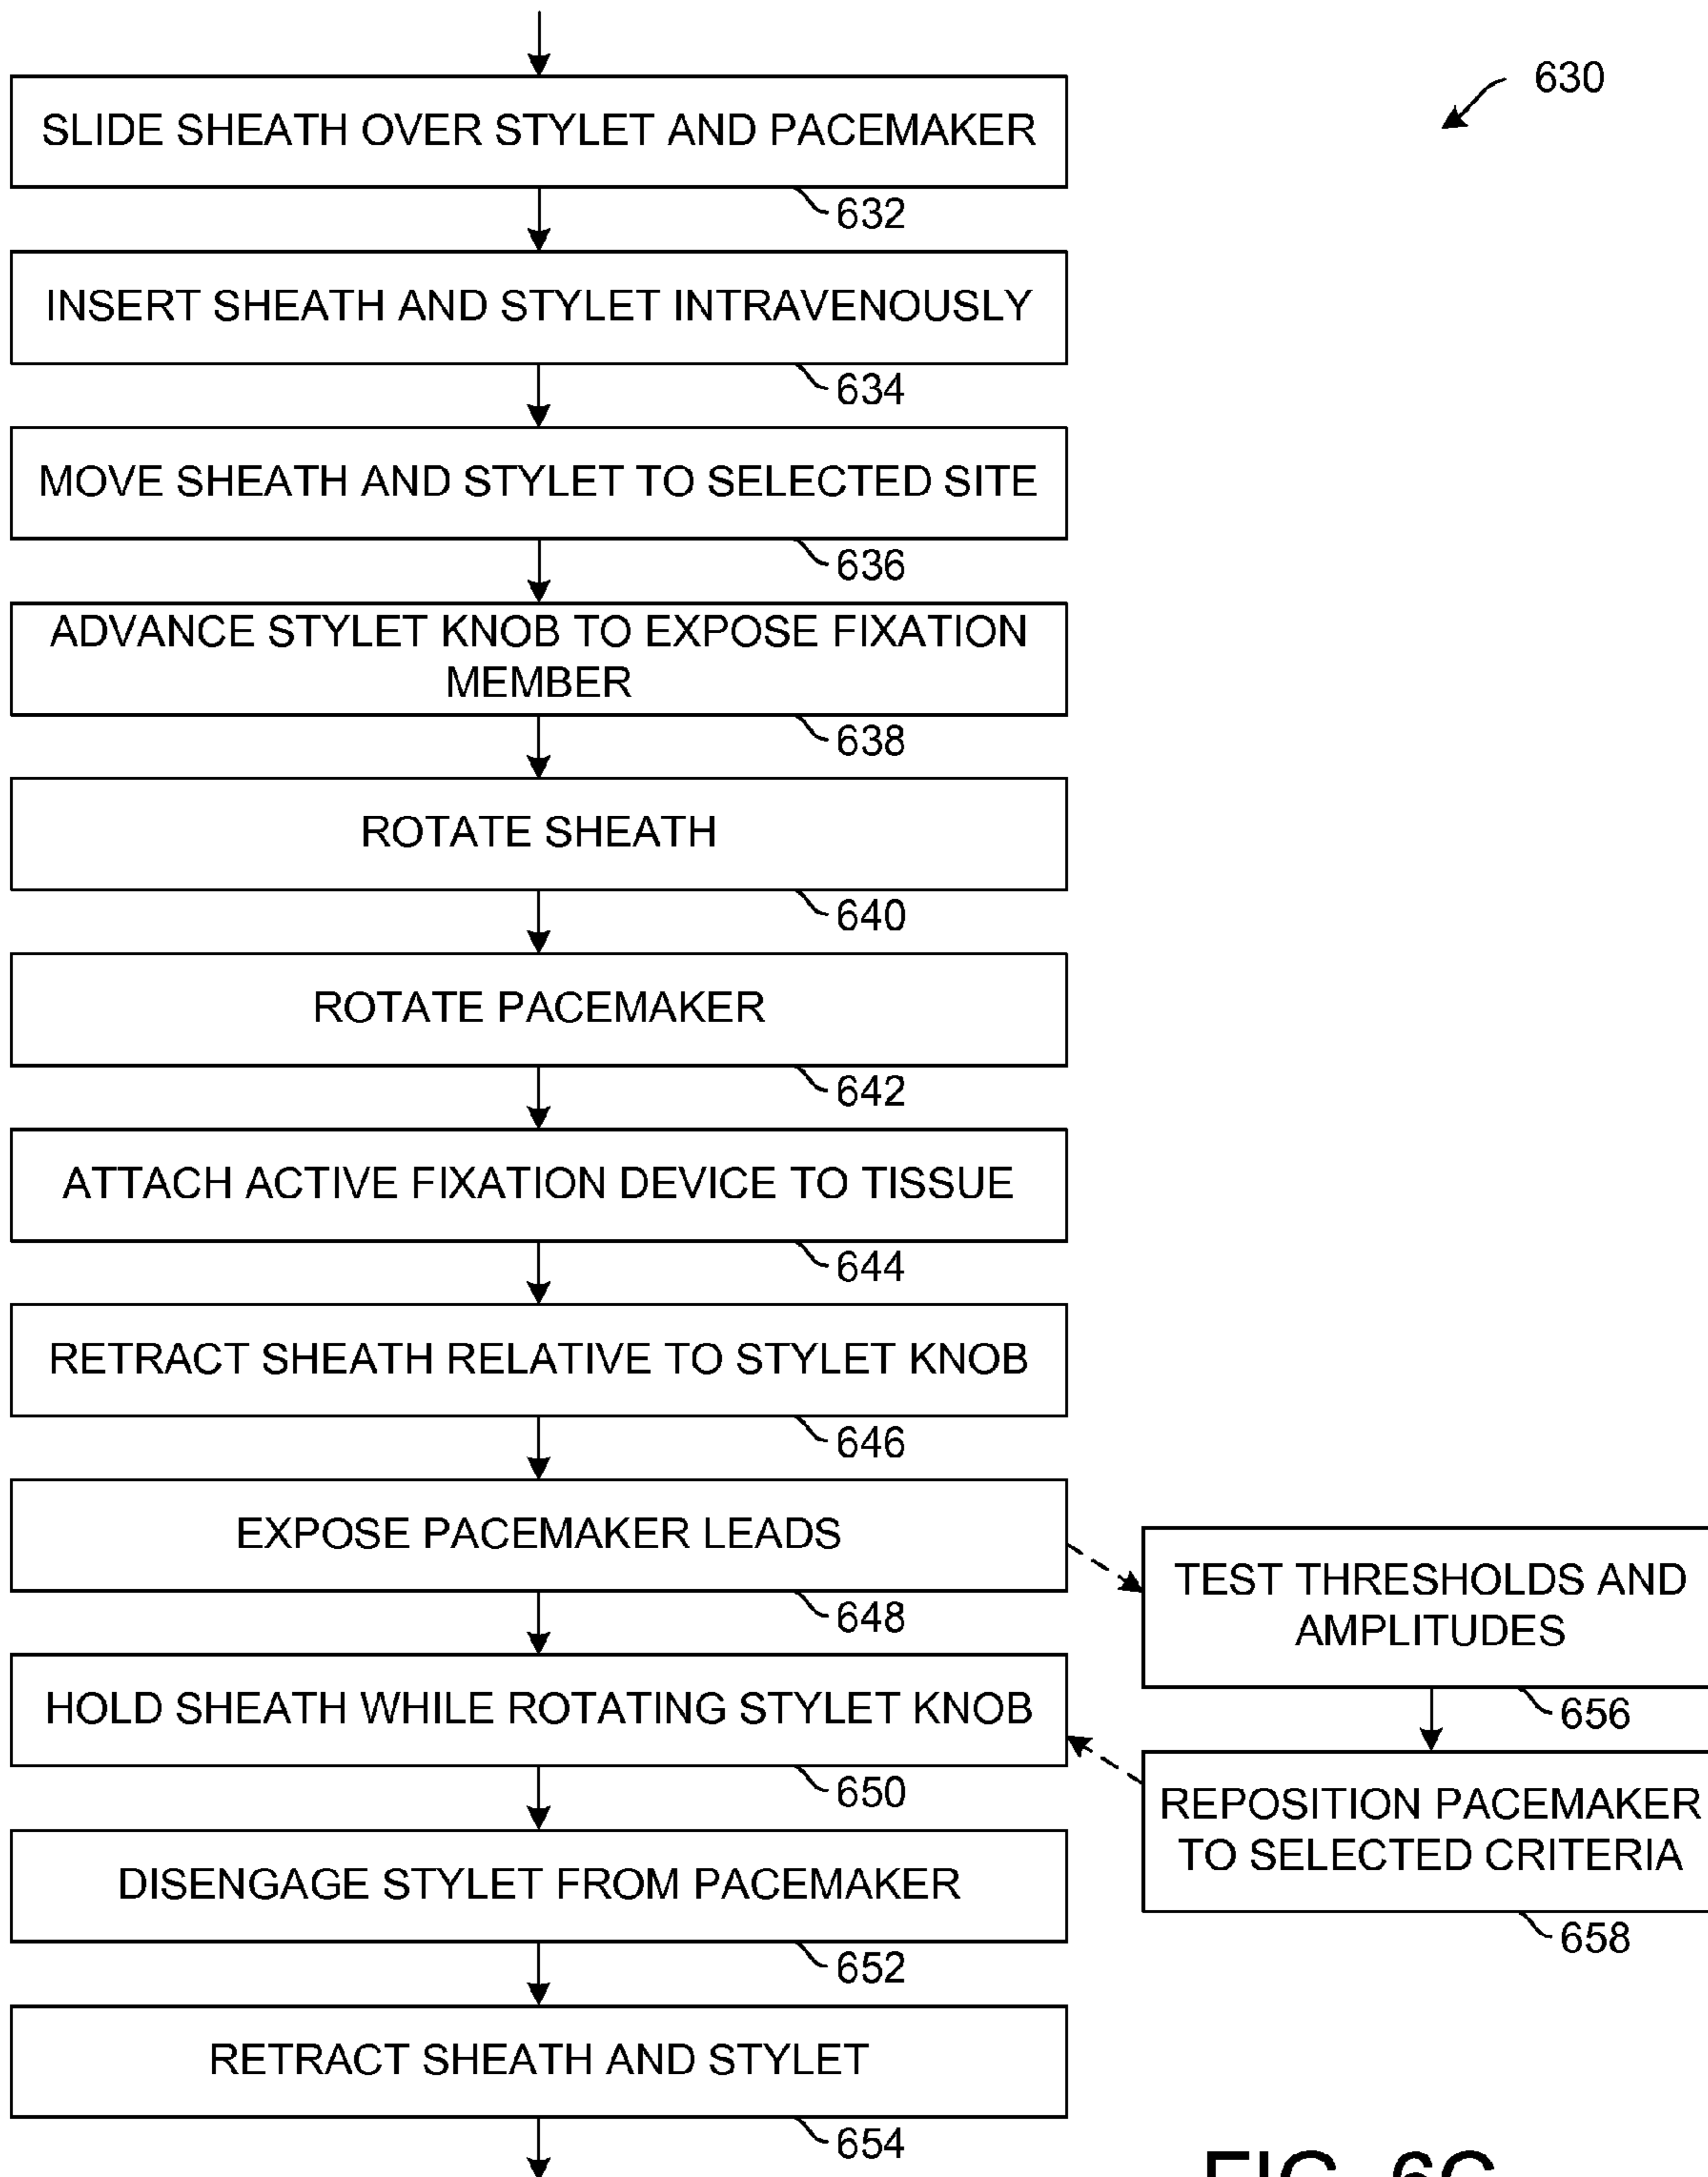 630
SLIDE SHEATH OVER STYLET AND PACEMAKER
632
INSERT SHEATH AND STYLET INTRAVENOUSLY
634
MOVE SHEATH AND STYLET TO SELECTED SITE
636
ADVANCE STYLET KNOB TO EXPOSE FIXATION
MEMBER
638
ROTATE SHEATH
640
ROTATE PACEMAKER
642
ATTACH ACTIVE FIXATION DEVICE TO TISSUE
644
RETRACT SHEATH RELATIVE TO STYLET KNOB
646
EXPOSE PACEMAKER LEADS
648
TEST THRESHOLDS AND
AMPLITUDES
656
REPOSITION PACEMAKER
TO SELECTED CRITERIA
658
HOLD SHEATH WHILE ROTATING STYLET KNOB
650
DISENGAGE STYLET FROM PACEMAKER
652
RETRACT SHEATH AND STYLET
654
FIG. 6C